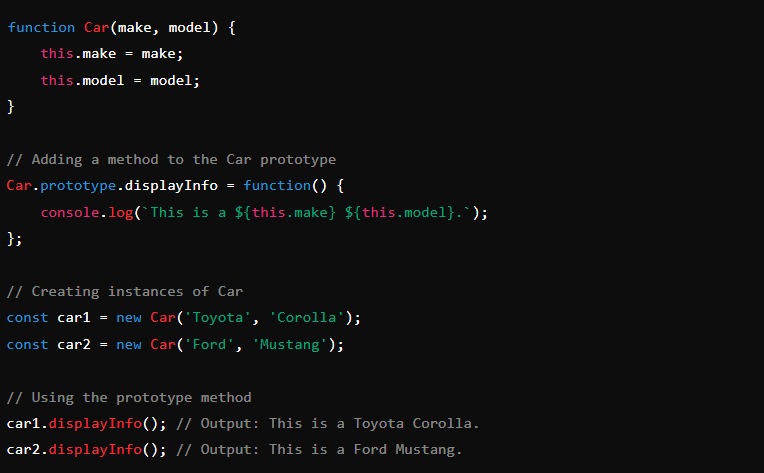 function Car(make, model) {
    this.make = make;
    this.model = model;
}

// Adding a method to the Car prototype
Car.prototype.displayInfo = function() {
    console.log(`This is a ${this.make} ${this.model}.`);
};

// Creating instances of Car
const car1 = new Car('Toyota', 'Corolla');
const car2 = new Car('Ford', 'Mustang');

// Using the prototype method
car1.displayInfo(); // Output: This is a Toyota Corolla.
car2.displayInfo(); // Output: This is a Ford Mustang.